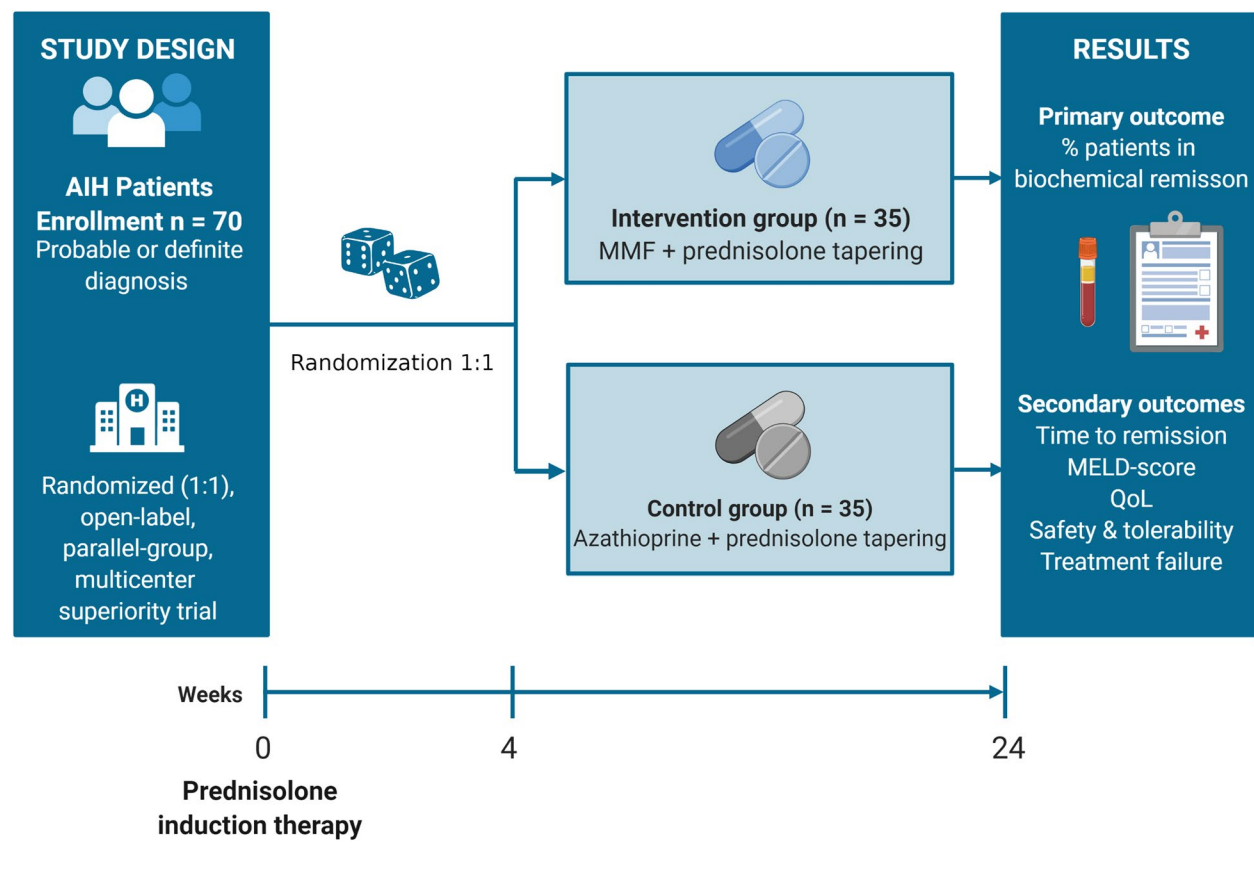 STUDY DESIGN
AIH Patients
Enrollment n = 70
Probable or definite
diagnosis
H
Randomized (1:1),
open-label,
parallel-group,
multicenter
superiority trial
Randomization 1:1
Intervention group (n = 35)
MMF + prednisolone tapering
Control group (n = 35)
Azathioprine + prednisolone tapering
RESULTS
Primary outcome
% patients in
biochemical remisson
Secondary outcomes
Time to remission
MELD-score
QoL
Safety & tolerability
Treatment failure
Weeks
0
4
24
Prednisolone
induction therapy